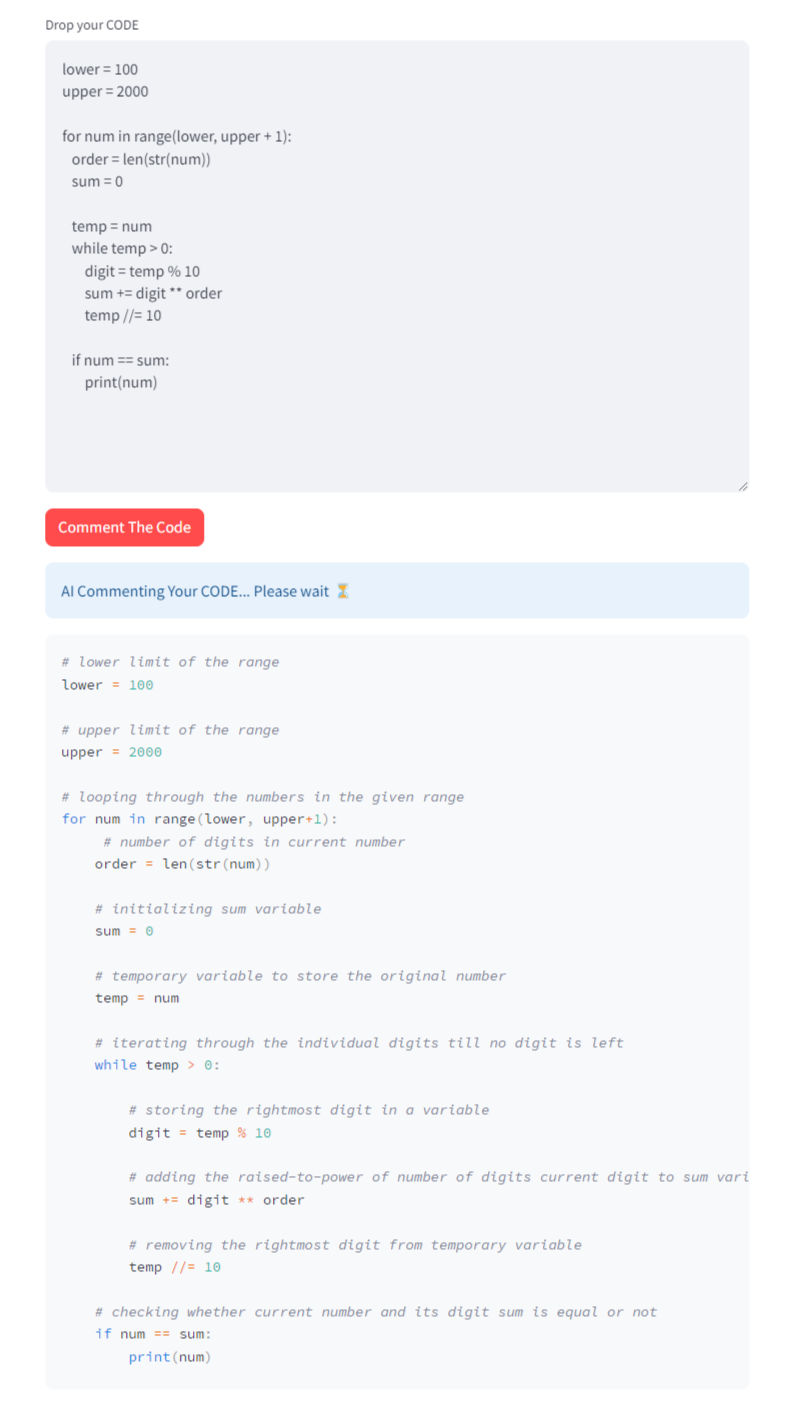 Drop your CODE
lower = 100
upper = 2000
for num in range(lower, upper + 1):
order = len(str(num))
sum = 0
temp = num
while temp > 0:
digit = temp % 10
sum += digit ** order
temp //= 10
if num == sum:
print(num)
Comment The Code
AI Commenting Your CODE... Please wait ⏳
# lower limit of the range
lower = 100
# upper limit of the range
upper = 2000
# looping through the numbers in the given range
for num in range(lower, upper+1):
# number of digits in current number
order = len(str(num))
# initializing sum variable
sum = 0
# temporary variable to store the original number
temp = num
# iterating through the individual digits till no digit is left
while temp > 0:
# storing the rightmost digit in a variable
digit = temp % 10
# adding the raised-to-power of number of digits current digit to sum vari
sum += digit ** order
# removing the rightmost digit from temporary variable
temp //= 10
# checking whether current number and its digit sum is equal or not
if num == sum:
print(num)